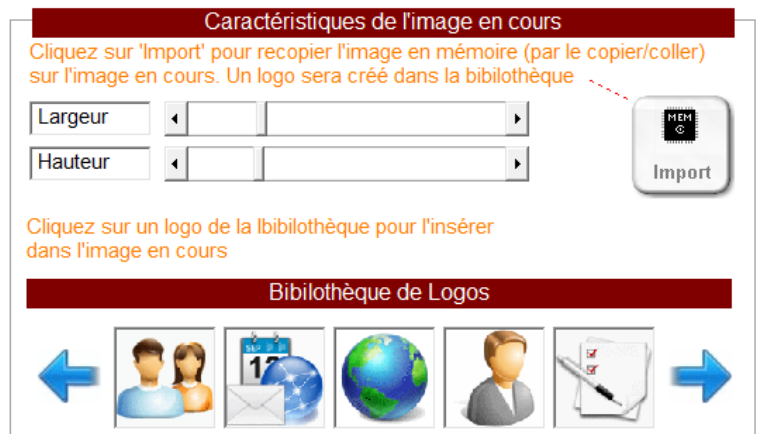 Caractéristiques de l'image en cours
Cliquez sur 'Import' pour recopier l'image en mémoire (par le copier/coller)
sur l'image en cours. Un logo sera créé dans la bibilothèque
Largeur
MEM
Hauteur
Import
Cliquez sur un logo de la lbibilothèque pour l'insérer
dans l'image en cours
Bibilothèque de Logos